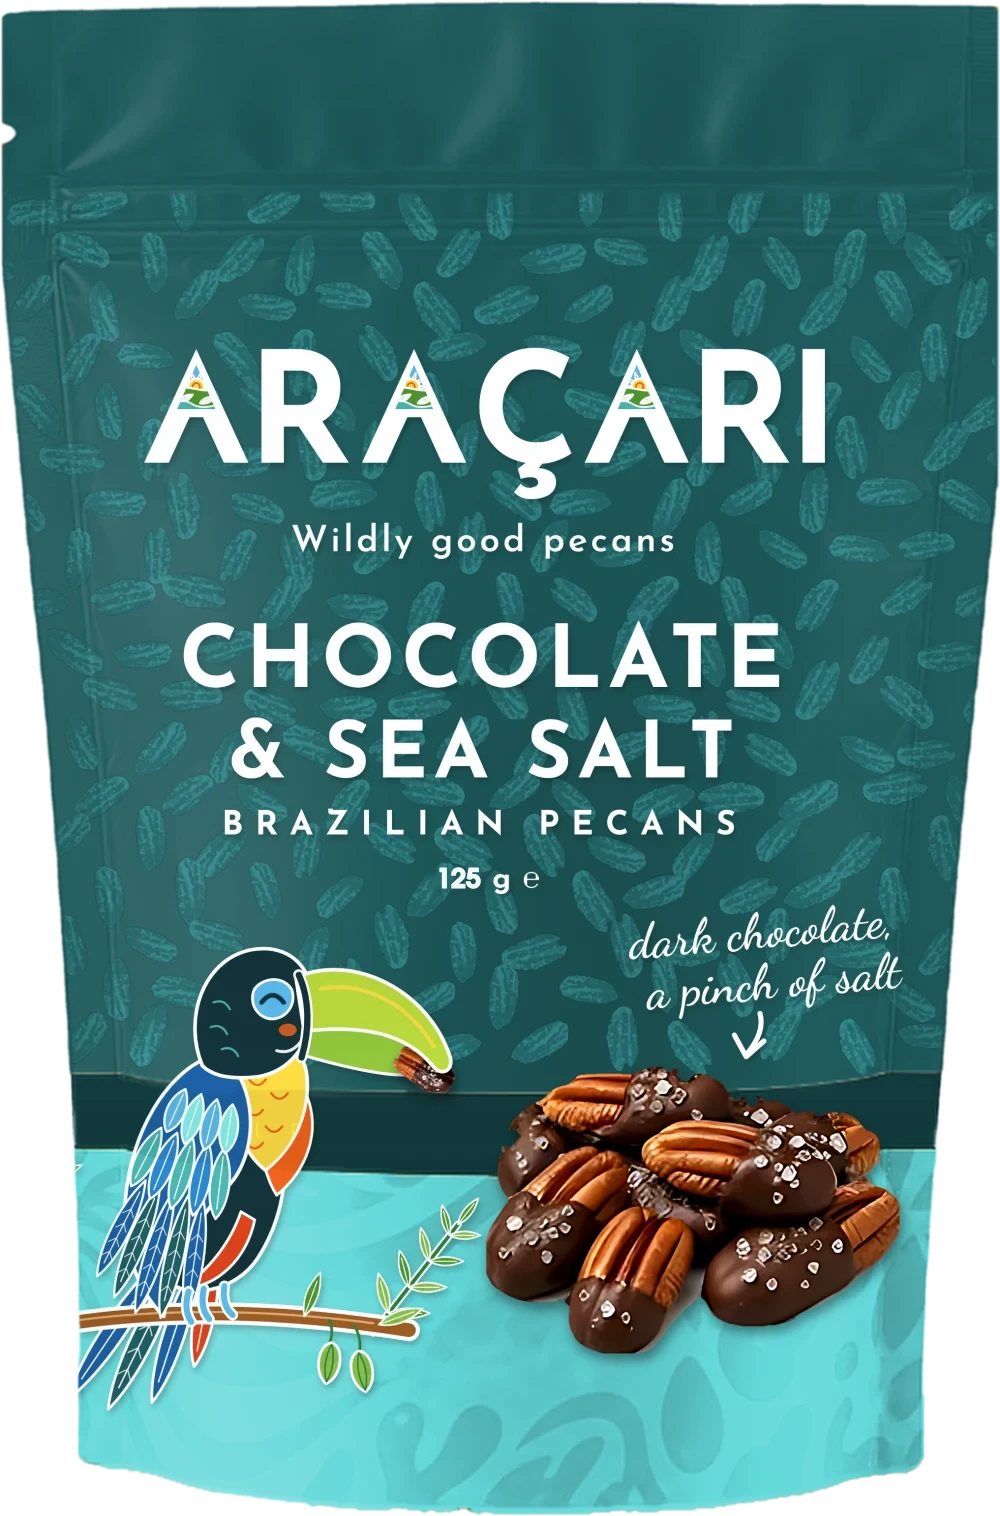 ARAÇARI
Wildly good pecans
CHOCOLATE
& SEA SALT
BRAZILIAN PECANS
125 g ℮
dark chocolate,
a pinch of salt